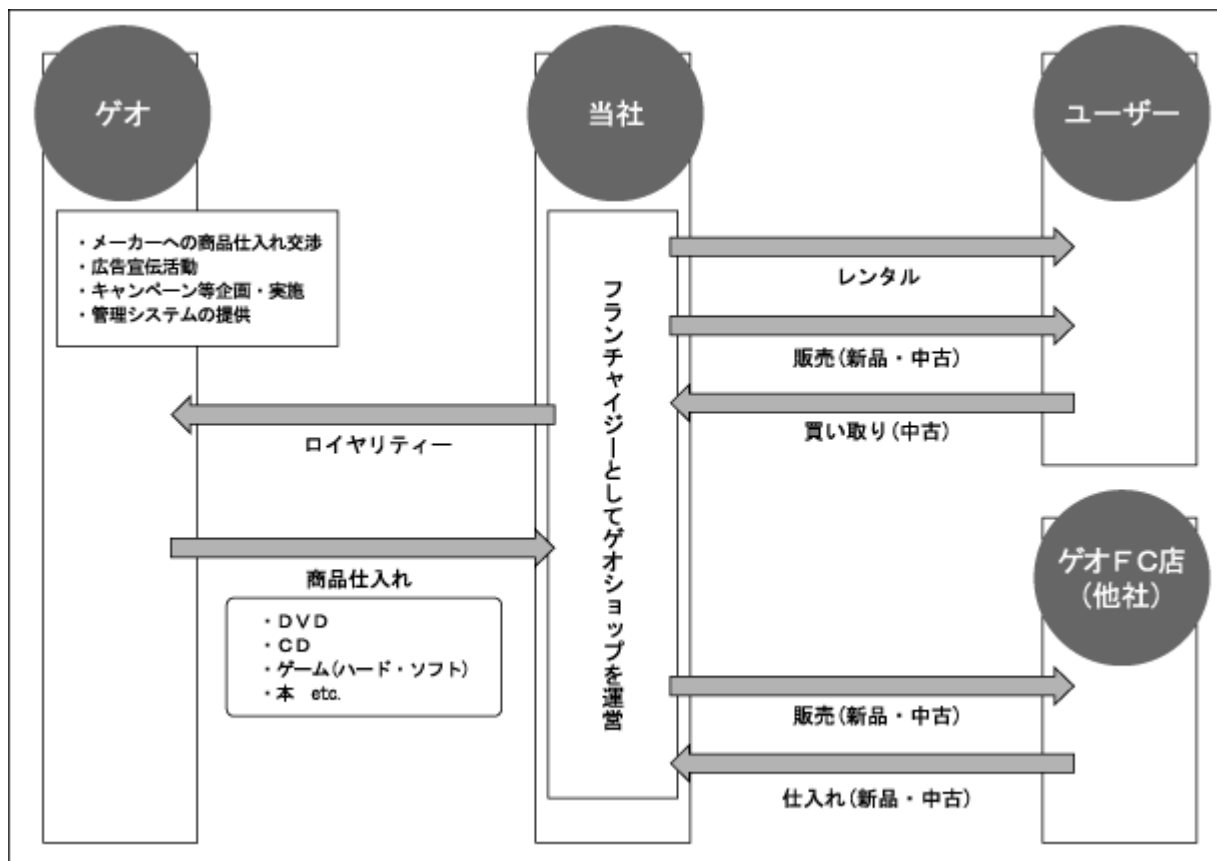 ゲオ
当社
ユーザー
・メーカーへの商品仕入れ交渉
・広告宣伝活動
・キャンペーン等企画・実施
・管理システムの提供
フランチャイジーとしてゲオショップを運営
レンタル
販売(新品・中古)
買い取り(中古)
ロイヤリティー
商品仕入れ
・ＤＶＤ
・ＣＤ
・ゲーム(ハード・ソフト)
・本　etc.
ゲオＦＣ店
(他社)
販売(新品・中古)
仕入れ(新品・中古)